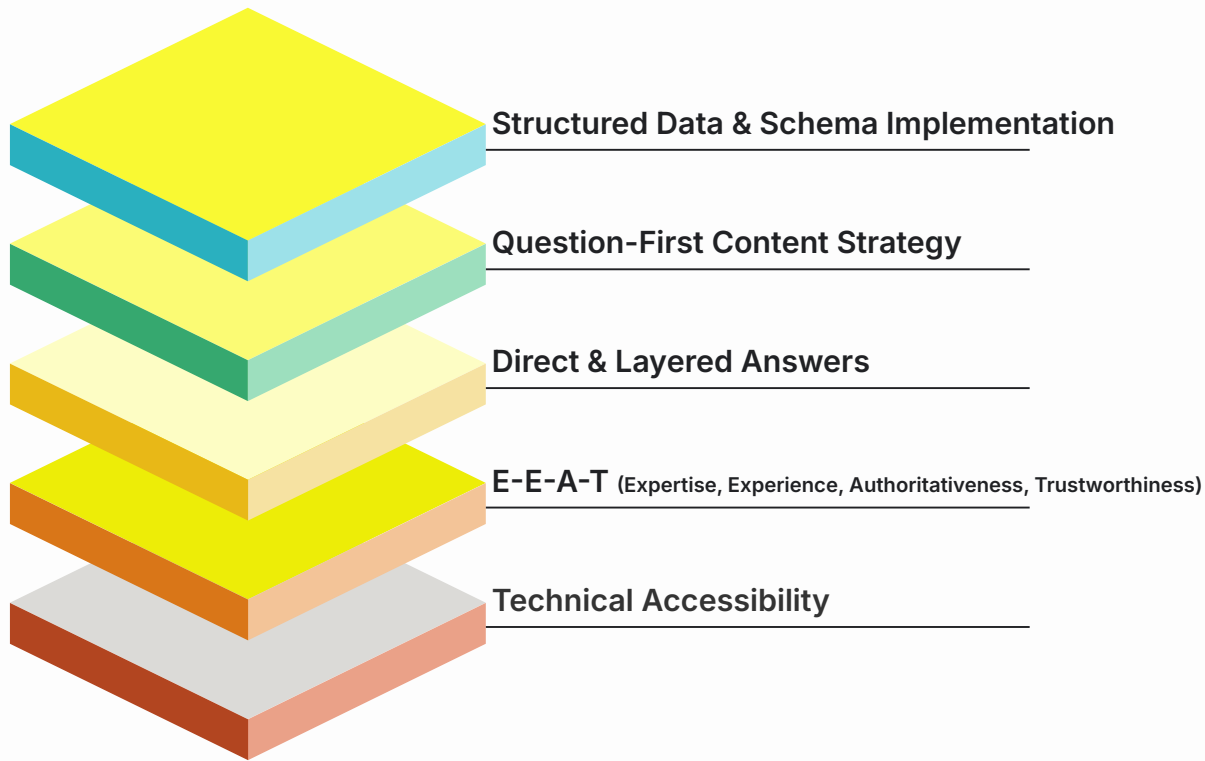 Structured Data & Schema Implementation
Question-First Content Strategy
Direct & Layered Answers
E-E-A-T (Expertise, Experience, Authoritativeness, Trustworthiness)
Technical Accessibility